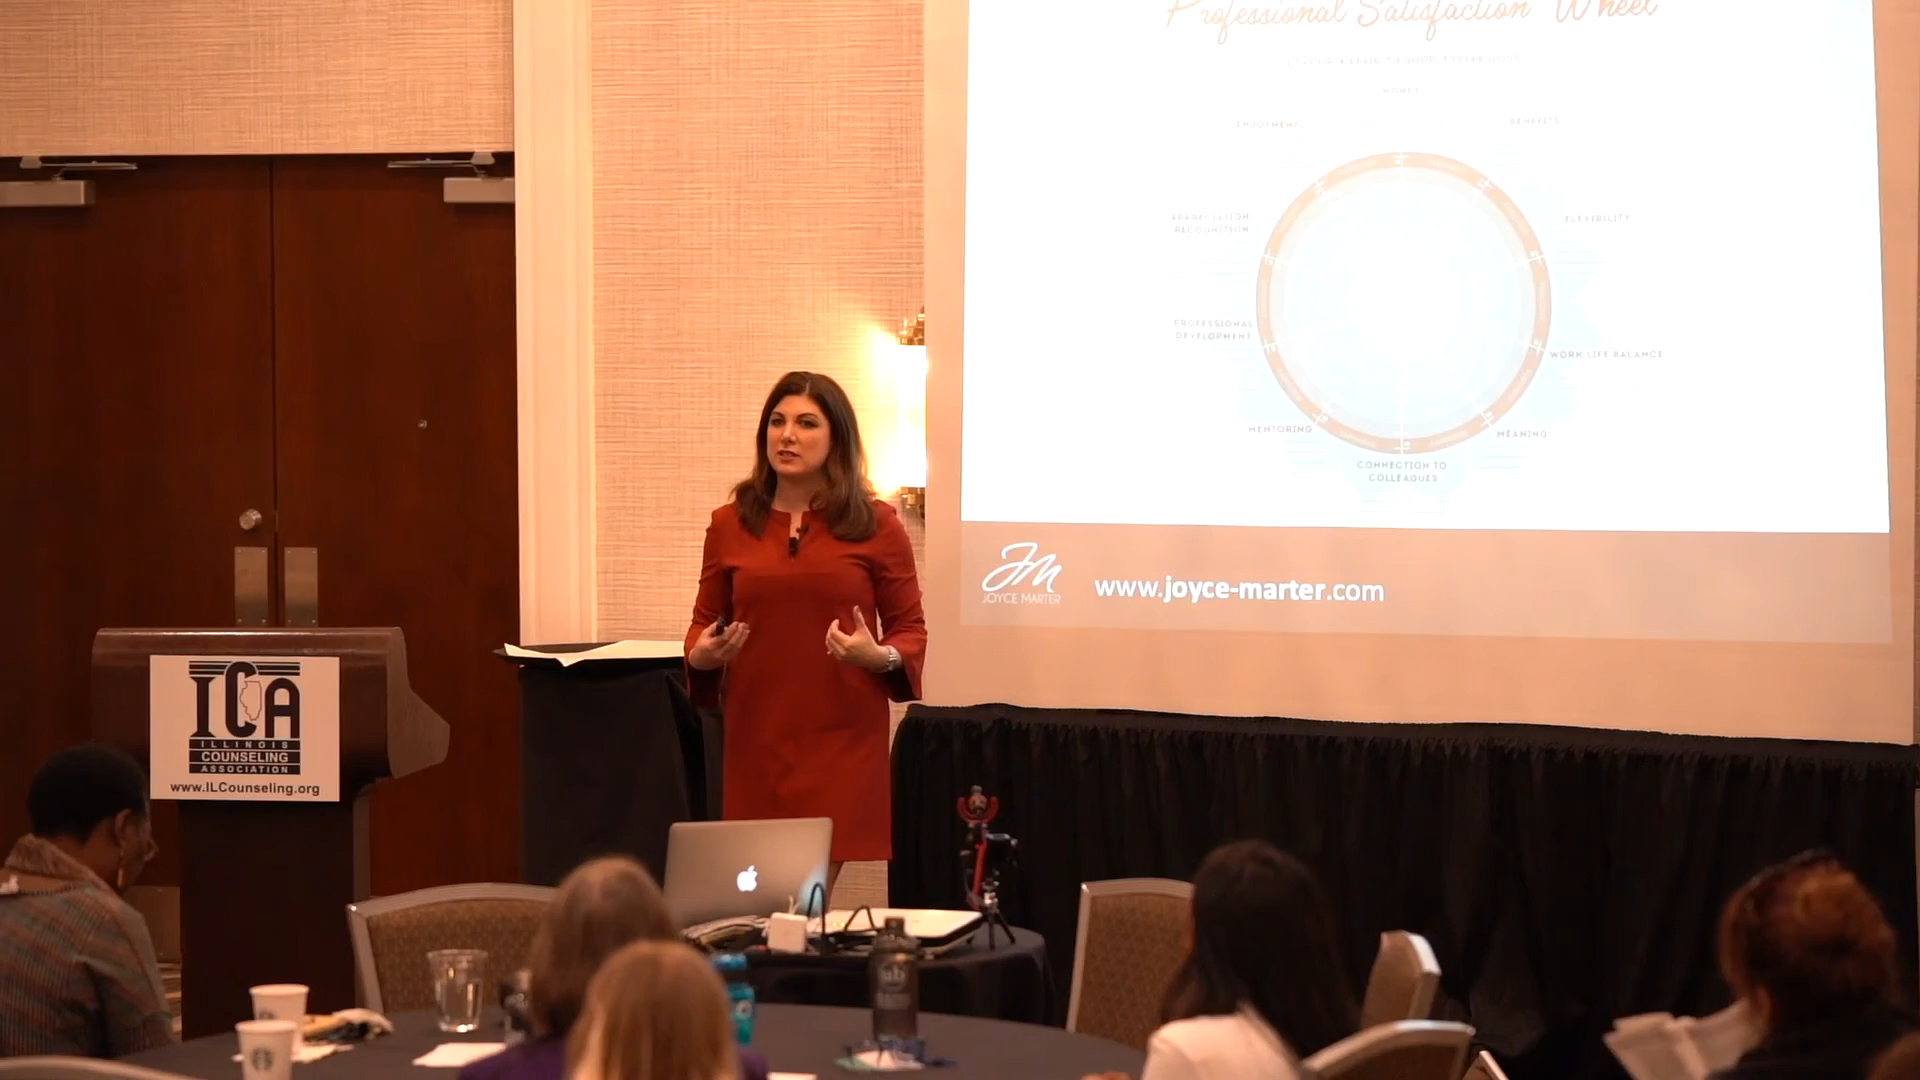 Professional Satisfaction Wheel
MONEY
ENJOYMENT
BENEFITS
APPRECIATION
RECOGNITION
FLEXIBILITY
PROFESSIONAL
DEVELOPMENT
WORK LIFE BALANCE
MENTORING
MEANING
CONNECTION TO
COLLEAGUES
JM
JOYCE MARTER
www.joyce-marter.com
ICA
ILLINOIS
COUNSELING
ASSOCIATION
www.ILCounseling.org